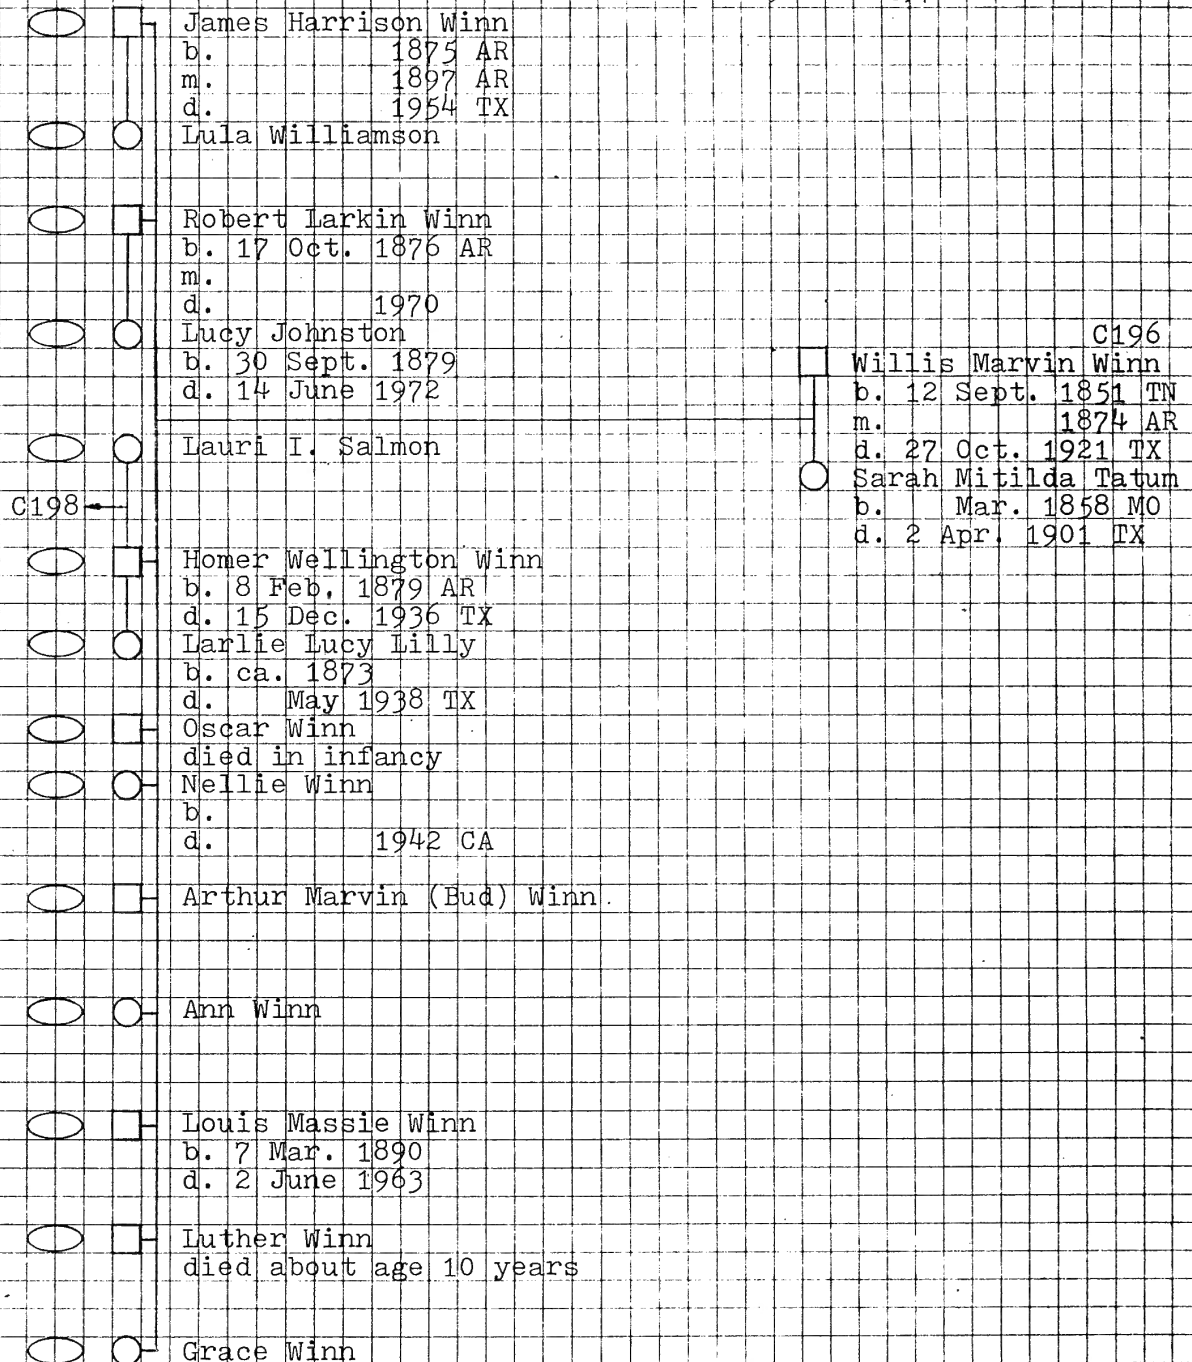 James Harrison Winn
b. 1875 AR
m. 1897 AR
d. 1954 TX
Lula Williamson
Robert Larkin Winn
b. 17 Oct. 1876 AR
m.
d. 1970
Lucy Johnston
b. 30 Sept. 1879
d. 14 June 1972
Lauri I. Salmon
C198
Homer Wellington Winn
b. 8 Feb. 1879 AR
d. 15 Dec. 1936 TX
Larlie Lucy Lilly
b. ca. 1873
d. May 1938 TX
Oscar Winn
died in infancy
Nellie Winn
b.
d. 1942 CA
Arthur Marvin (Bud) Winn
Ann Winn
Louis Massie Winn
b. 7 Mar. 1890
d. 2 June 1963
Luther Winn
died about age 10 years
Grace Winn
C196
Willis Marvin Winn
b. 12 Sept. 1851 TN
m. 1874 AR
d. 27 Oct. 1921 TX
Sarah Mitilda Tatum
b. Mar. 1858 MO
d. 2 Apr. 1901 TX